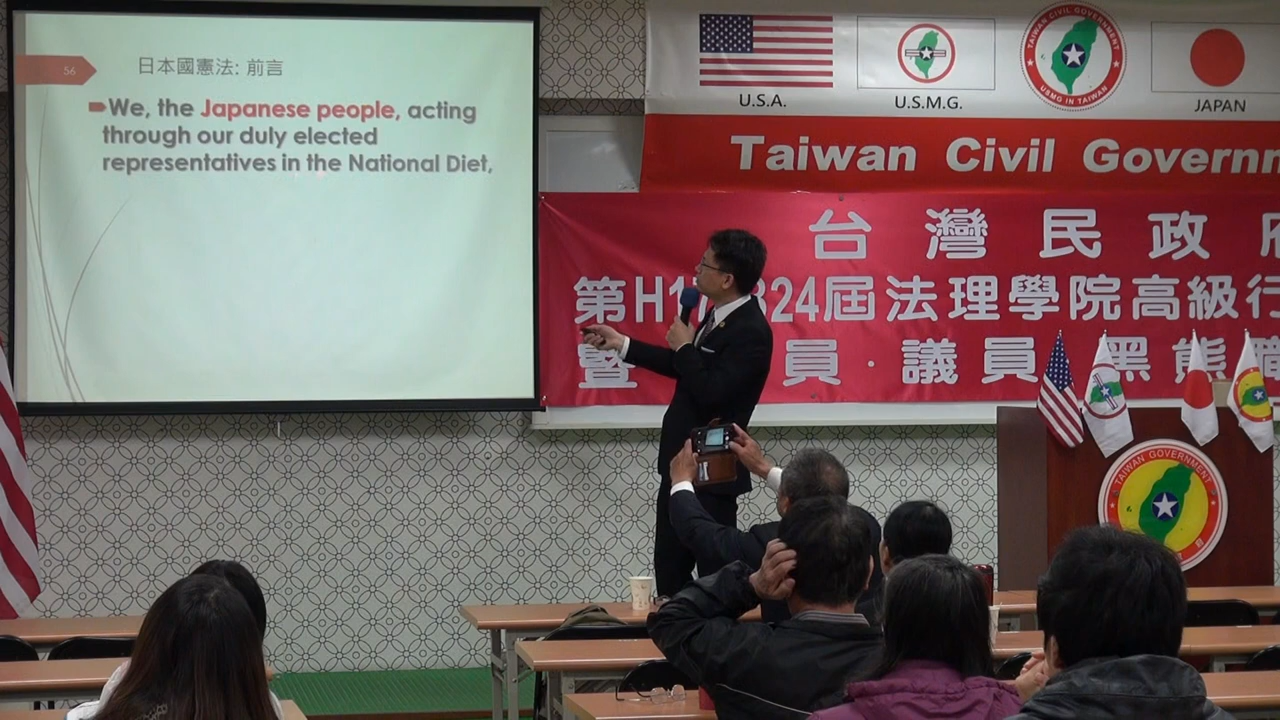 56
日本國憲法: 前言
We, the Japanese people, acting
through our duly elected
representatives in the National Diet,
U.S.A.
U.S.M.G.
TAIWAN CIVIL GOVERNMENT
USMG IN TAIWAN
JAPAN
Taiwan Civil Governm
台灣民政府
第H1 324屆法理學院高級行
暨 員·議員 黑熊職
TAIWAN GOVERNMENT